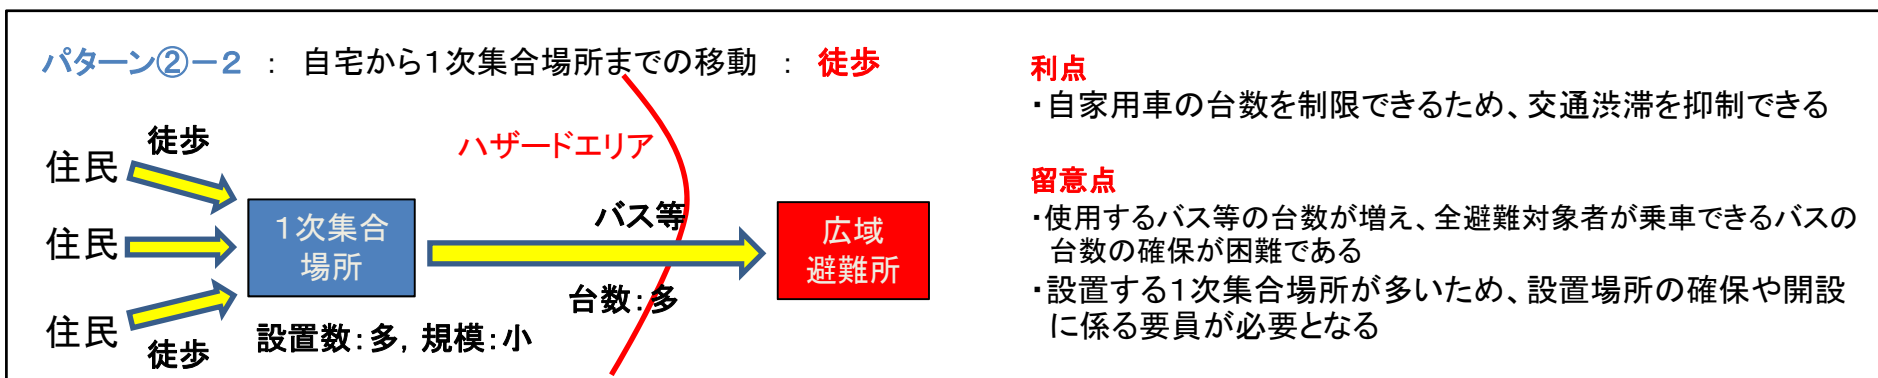 パターン②－２ ： 自宅から１次集合場所までの移動 ： 徒歩
徒歩
ハザードエリア
住民
住民
住民
徒歩
１次集合
場所
設置数：多，規模：小
バス等
台数：多
広域
避難所
利点
・自家用車の台数を制限できるため、交通渋滞を抑制できる
留意点
・使用するバス等の台数が増え、全避難対象者が乗車できるバスの
台数の確保が困難である
・設置する１次集合場所が多いため、設置場所の確保や開設
に係る要員が必要となる